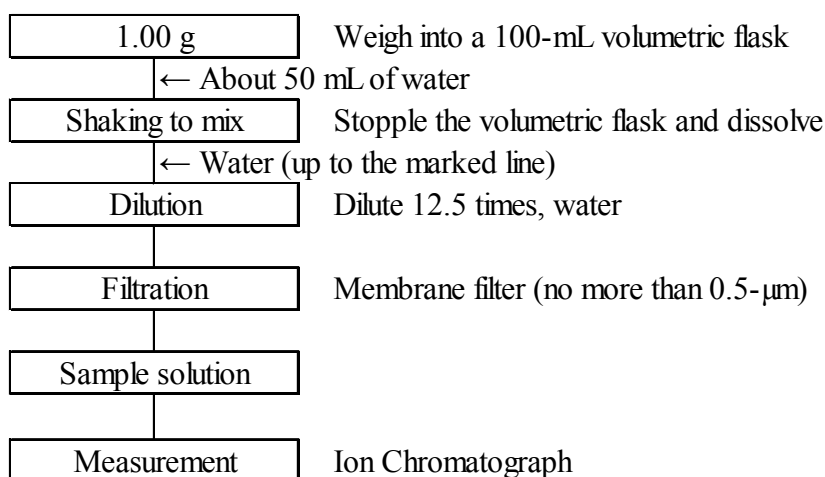 1.00 g Weigh into a 100-mL volumetric flask
← About 50 mL of water
Shaking to mix Stopple the volumetric flask and dissolve
← Water (up to the marked line)
Dilution Dilute 12.5 times, water
Filtration Membrane filter (no more than 0.5-μm)
Sample solution
Measurement Ion Chromatograph